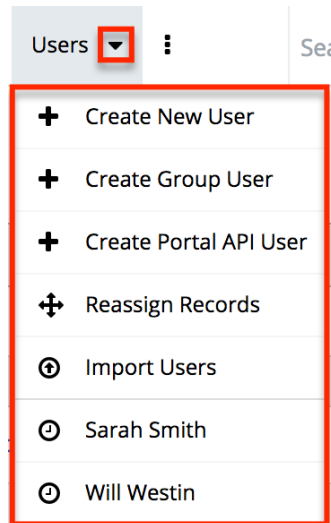 Users
Create New User
Create Group User
Create Portal API User
Reassign Records
Import Users
Sarah Smith
Will Westin